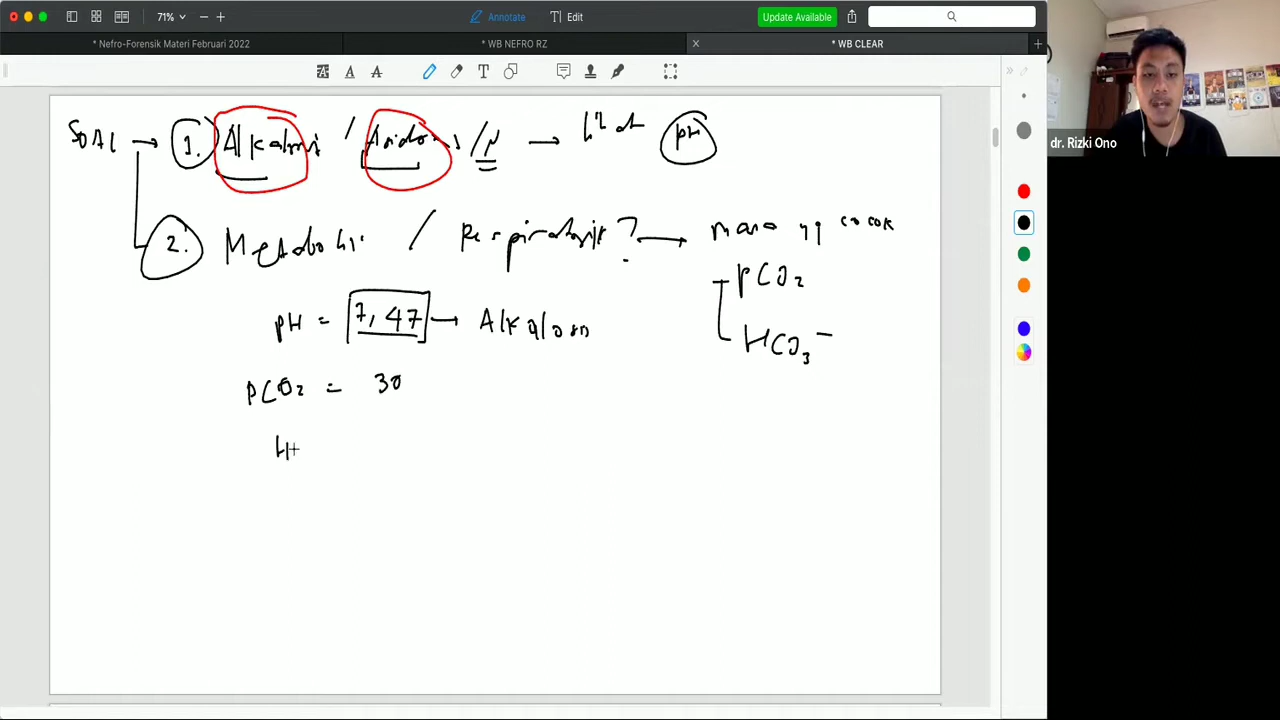 71%
Annotate
Edit
Update Available
* Nefro-Forensik Materi Februari 2022
* WB NEFRO RZ
* WB CLEAR
dr. Rizki Ono
SOAL → 1. Alkalosis / Asidosis / N → lihat pH
2. Metabolik / Respiratorik? → mana yg cocok
pCO2
HCO3-
pH = 7,47 → Alkalosis
pCO2 = 30
H